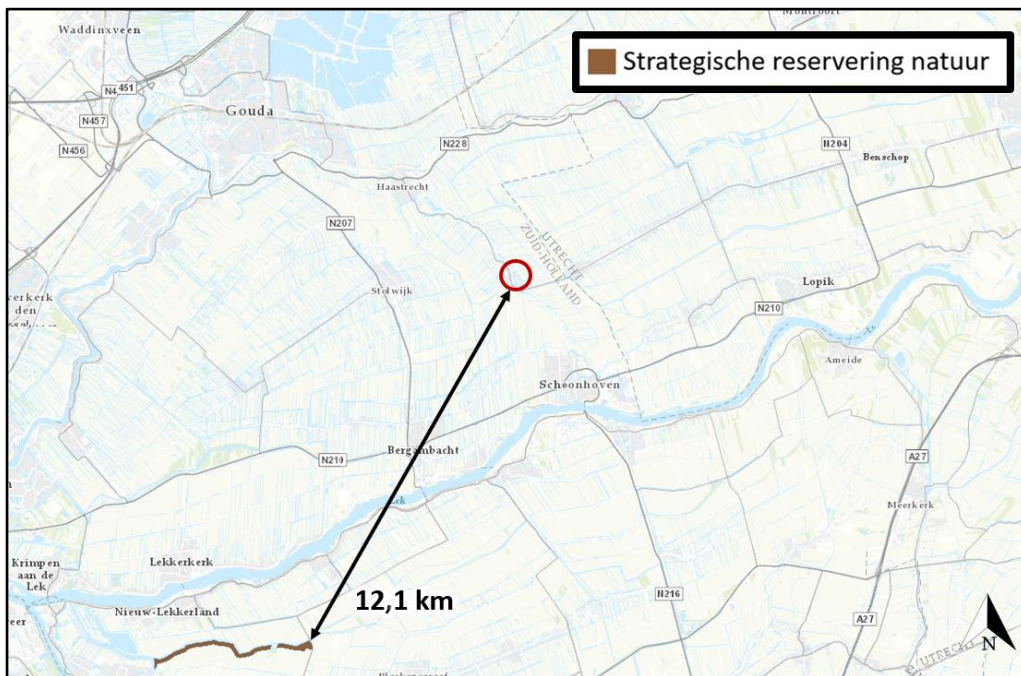 Montfoort
Waddinxveen
Strategische reservering natuur
N451
Gouda
N457
N456
N228
N204
Benschop
Haastrecht
N207
UTRECHT
ZUID-HOLLAND
Stolwijk
Lopik
N210
Ameide
Schoonhoven
Bergambacht
N210
A27
Lek
Meerkerk
Krimpen
aan de
Lek
Lekkerkerk
12,1 km
N216
Nieuw-Lekkerland
A27
N
UTRECHT